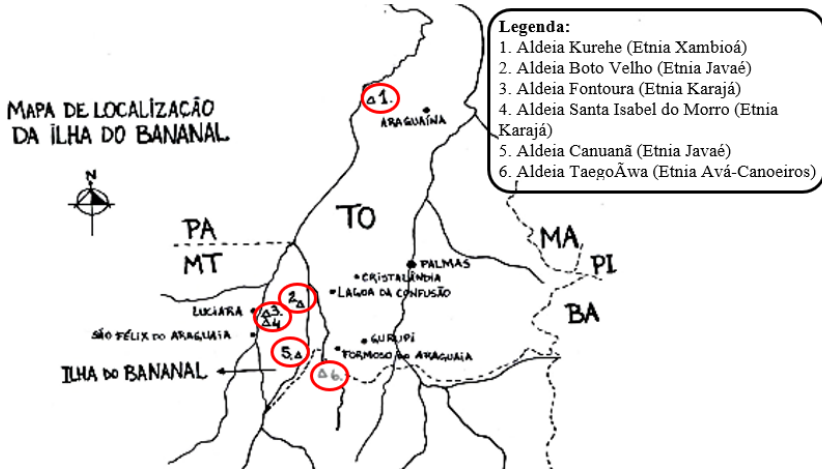 MAPA DE LOCALIZAÇÃO
DA ILHA DO BANANAL
N
Legenda:
1. Aldeia Kurehe (Etnia Xambioá)
2. Aldeia Boto Velho (Etnia Javaé)
3. Aldeia Fontoura (Etnia Karajá)
4. Aldeia Santa Isabel do Morro (Etnia
Karajá)
5. Aldeia Canuanã (Etnia Javaé)
6. Aldeia TaegoÃwa (Etnia Avá-Canoeiros)
1.
ARAGUAÍNA
PA
MT
TO
MA
PI
BA
PALMAS
CRISTALÂNDIA
LAGOA DA CONFUSÃO
2
LUCIARA
3.
4
SÃO FÉLIX DO ARAGUAIA
GURUPI
5.
FORMOSO DO ARAGUAIA
ILHA DO BANANAL
6.